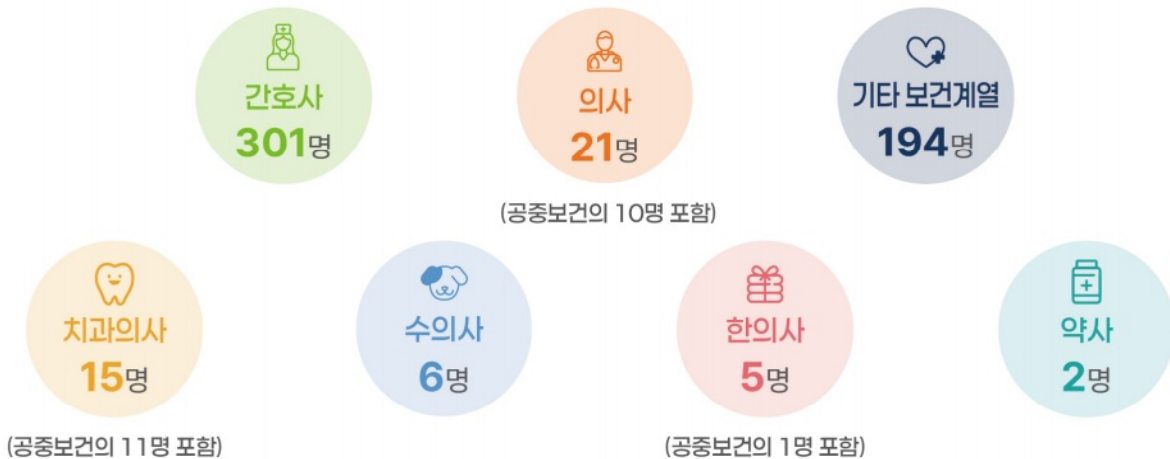 간호사
301명
의사
21명
(공중보건의 10명 포함)
기타 보건계열
194명
치과의사
15명
(공중보건의 11명 포함)
수의사
6명
한의사
5명
(공중보건의 1명 포함)
약사
2명